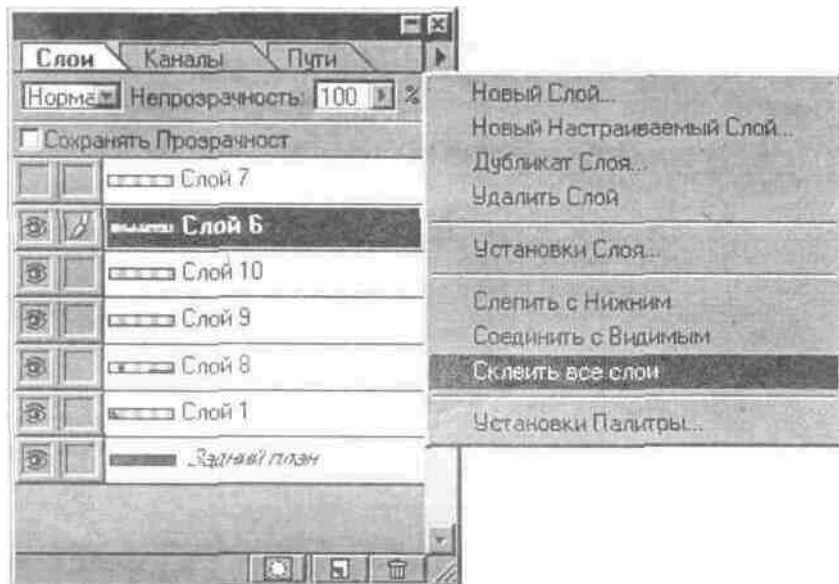 Слои Каналы Пути
Норма Непрозрачность: 100 %
Сохранять Прозрачност
Слой 7
Слой 6
Слой 10
Слой 9
Слой 8
Слой 1
Задний план
Новый Слой...
Новый Настраиваемый Слой...
Дубликат Слоя...
Удалить Слой
Установки Слоя...
Слепить с Нижним
Соединить с Видимым
Склеить все слои
Установки Палитры...